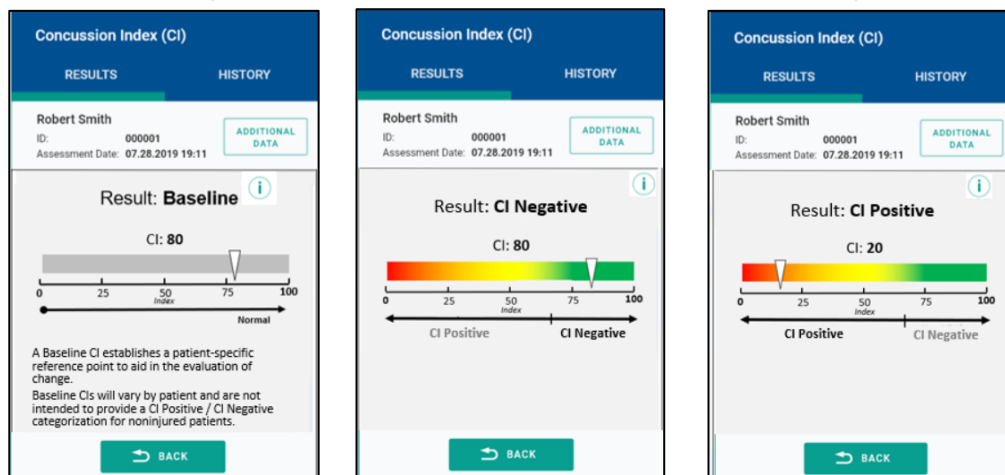 Concussion Index (CI)
RESULTS HISTORY
Robert Smith
ID: 000001
Assessment Date: 07.28.2019 19:11
ADDITIONAL
DATA
Result: Baseline
i
CI: 80
0 25 50 75 100
Index
Normal
A Baseline CI establishes a patient-specific
reference point to aid in the evaluation of
change.
Baseline CIs will vary by patient and are not
intended to provide a CI Positive / CI Negative
categorization for noninjured patients.
BACK
Concussion Index (CI)
RESULTS HISTORY
Robert Smith
ID: 000001
Assessment Date: 07.28.2019 19:11
ADDITIONAL
DATA
i
Result: CI Negative
CI: 80
0 25 50 75 100
Index
CI Positive CI Negative
BACK
Concussion Index (CI)
RESULTS HISTORY
Robert Smith
ID: 000001
Assessment Date: 07.28.2019 19:11
ADDITIONAL
DATA
i
Result: CI Positive
CI: 20
0 25 50 75 100
Index
CI Positive CI Negative
BACK